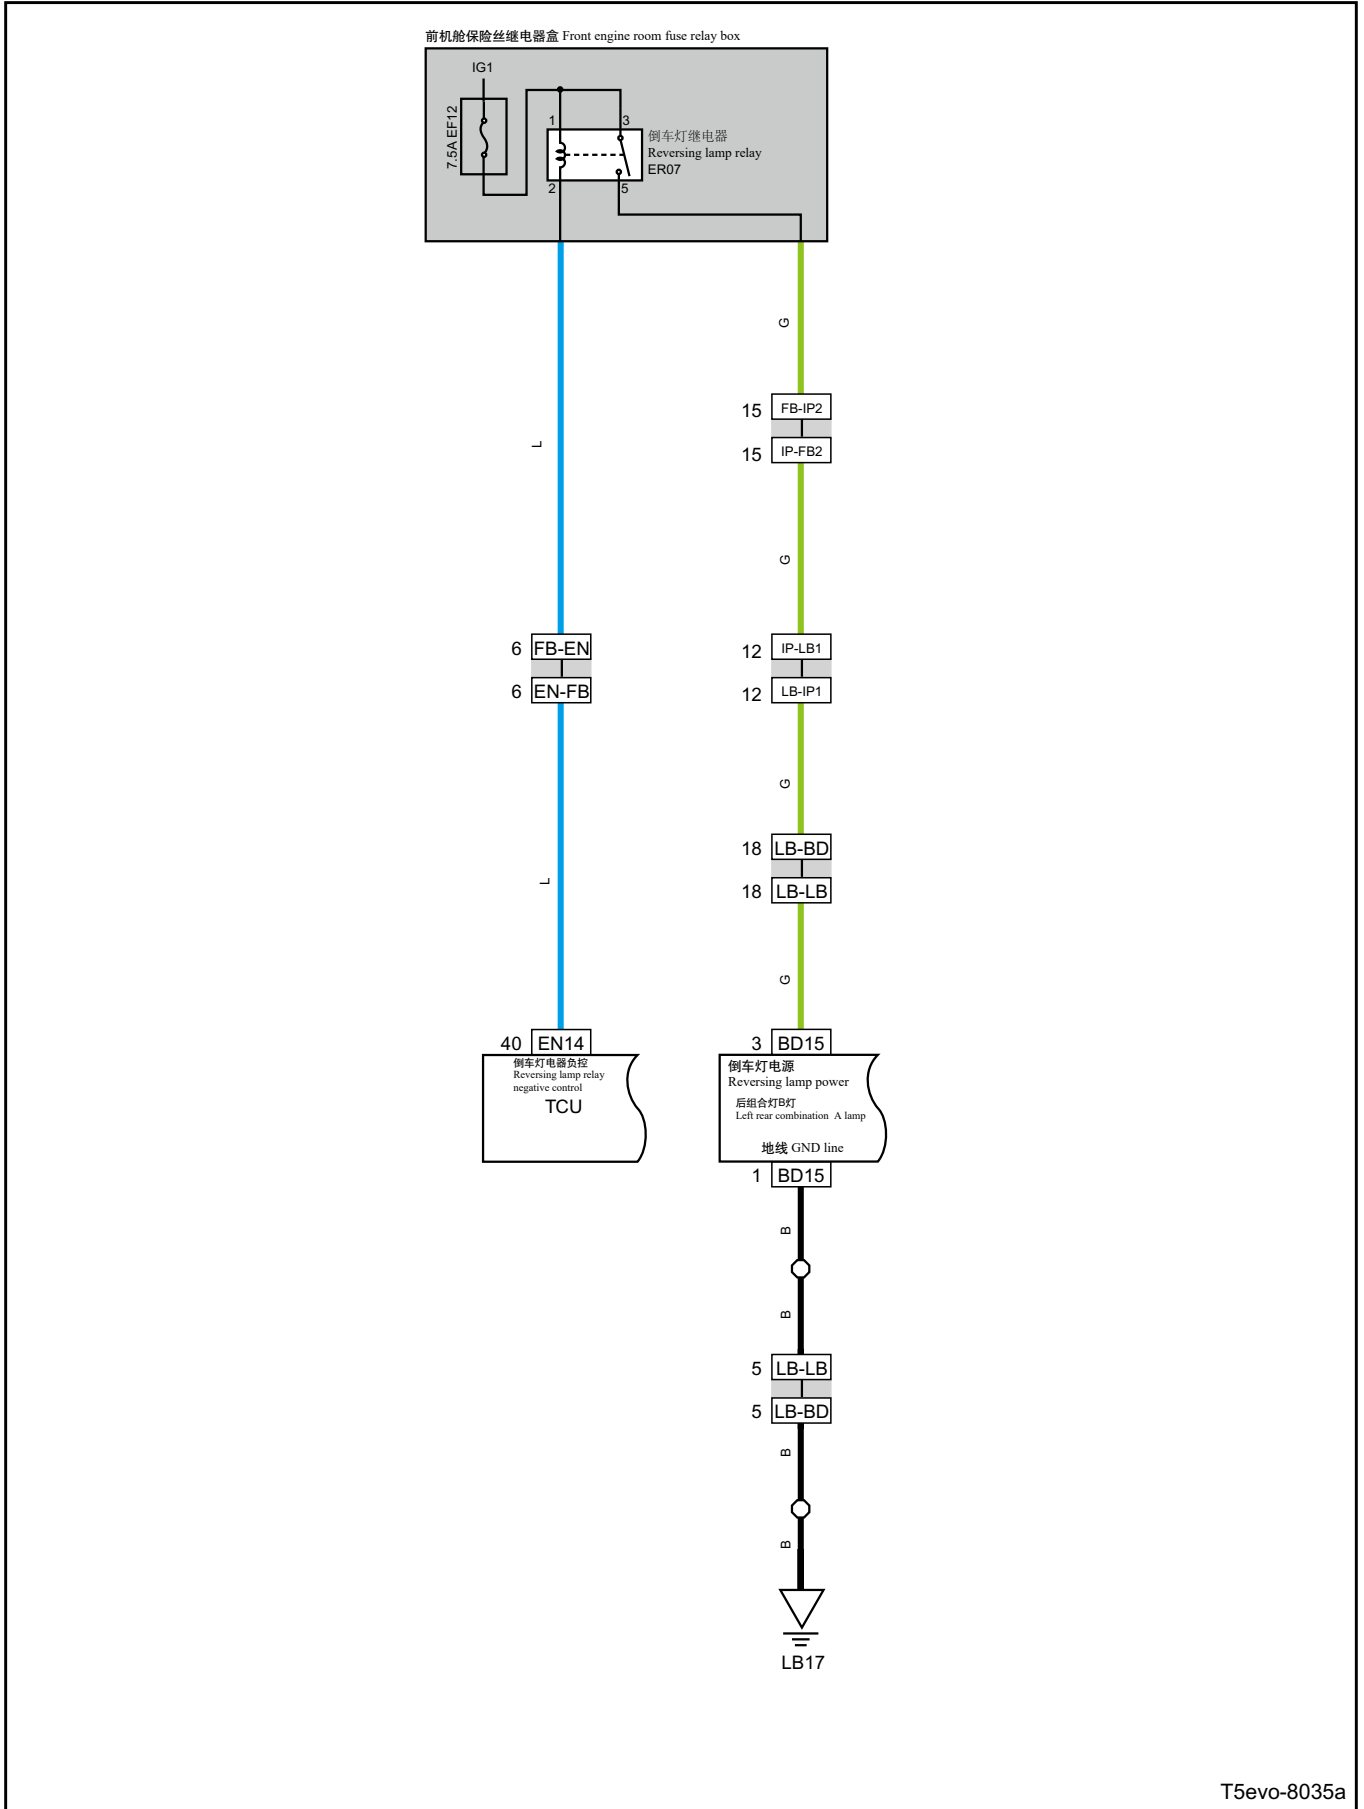 前机舱保险丝继电器盒 Front engine room fuse relay box
IG1
7.5A EF12
1
3
倒车灯继电器
Reversing lamp relay
ER07
2
5
G
15 FB-IP2
15 IP-FB2
L
G
6 FB-EN
12 IP-LB1
6 EN-FB
12 LB-IP1
G
18 LB-BD
L
18 LB-LB
G
40 EN14
倒车灯电器负控
Reversing lamp relay
negative control
TCU
3 BD15
倒车灯电源
Reversing lamp power
后组合灯B灯
Left rear combination A lamp
地线 GND line
1 BD15
B
B
5 LB-LB
5 LB-BD
B
B
LB17
T5evo-8035a